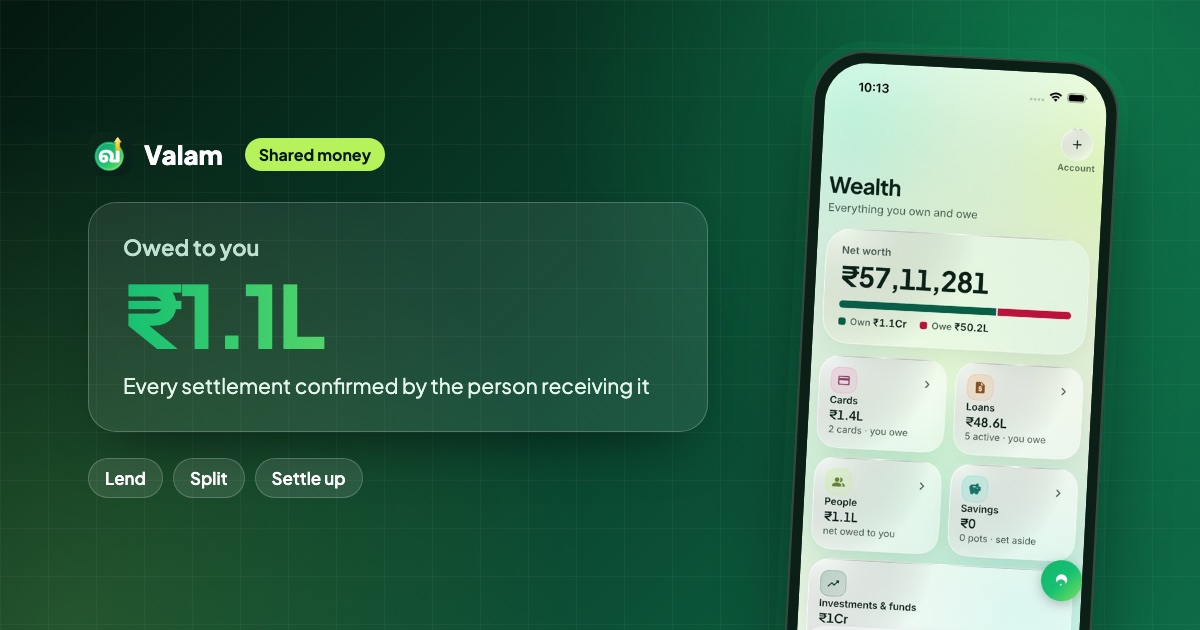 வ
Valam
Shared money
Owed to you
₹1.1L
Every settlement confirmed by the person receiving it
Lend
Split
Settle up
10:13
Account
Wealth
Everything you own and owe
Net worth
₹57,11,281
Own ₹1.1Cr
Owe ₹50.2L
Cards
₹1.4L
2 cards · you owe
Loans
₹48.6L
5 active · you owe
People
₹1.1L
net owed to you
Savings
₹0
0 pots · set aside
Investments & funds
₹1Cr